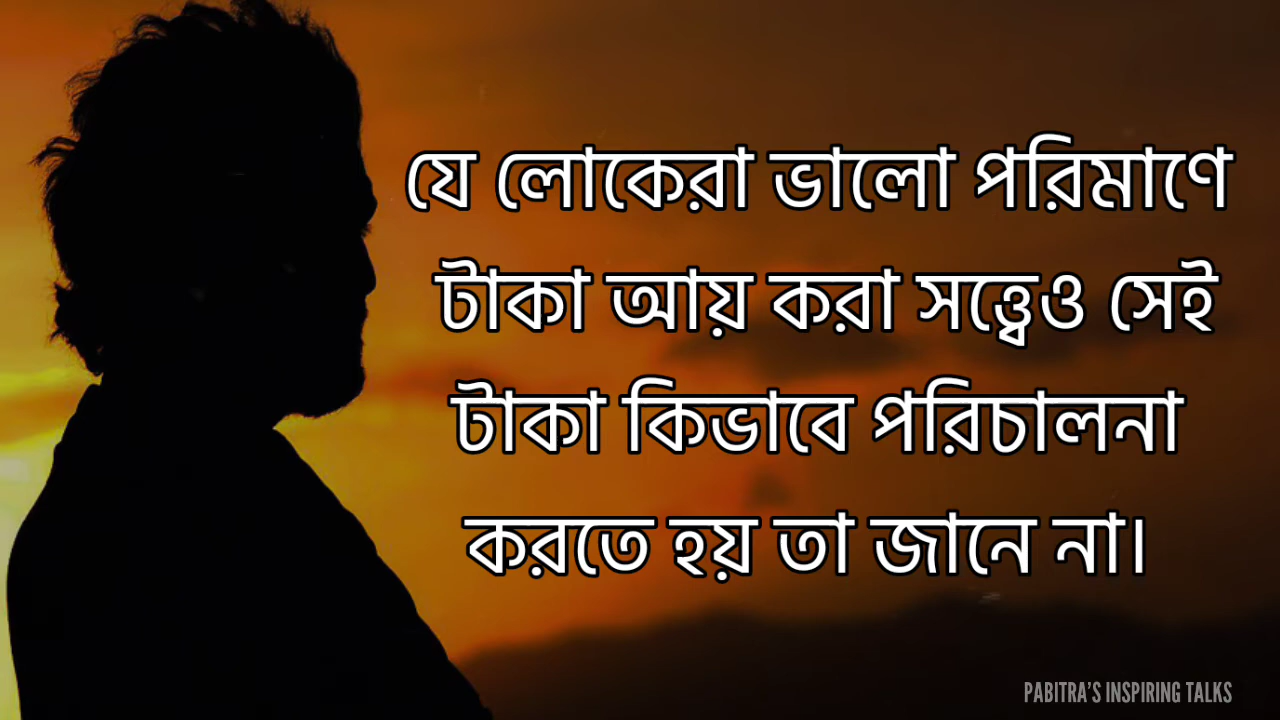 যে লোকেরা ভালো পরিমাণে
টাকা আয় করা সত্ত্বেও সেই
টাকা কিভাবে পরিচালনা
করতে হয় তা জানে না।
PABITRA'S INSPIRING TALKS